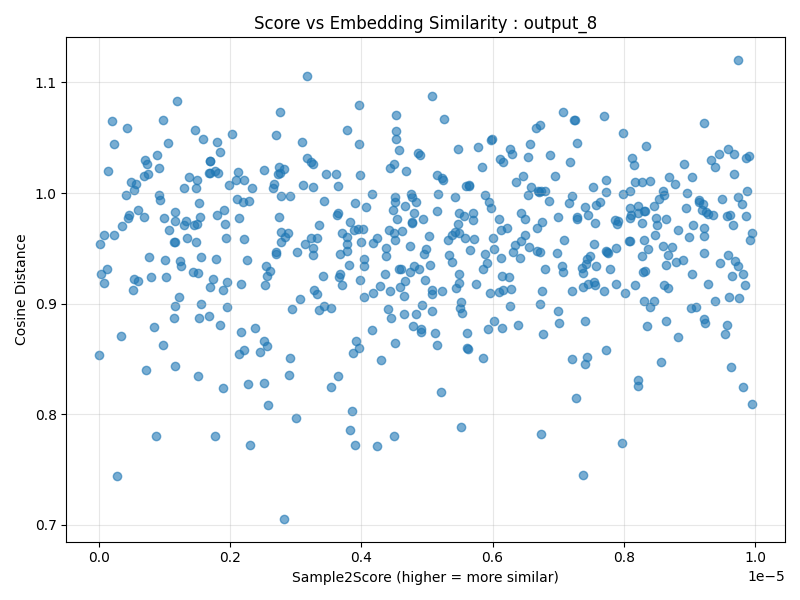 Score vs Embedding Similarity : output_8
Cosine Distance
1.1
1.0
0.9
0.8
0.7
0.0 0.2 0.4 0.6 0.8 1.0
1e−5
Sample2Score (higher = more similar)